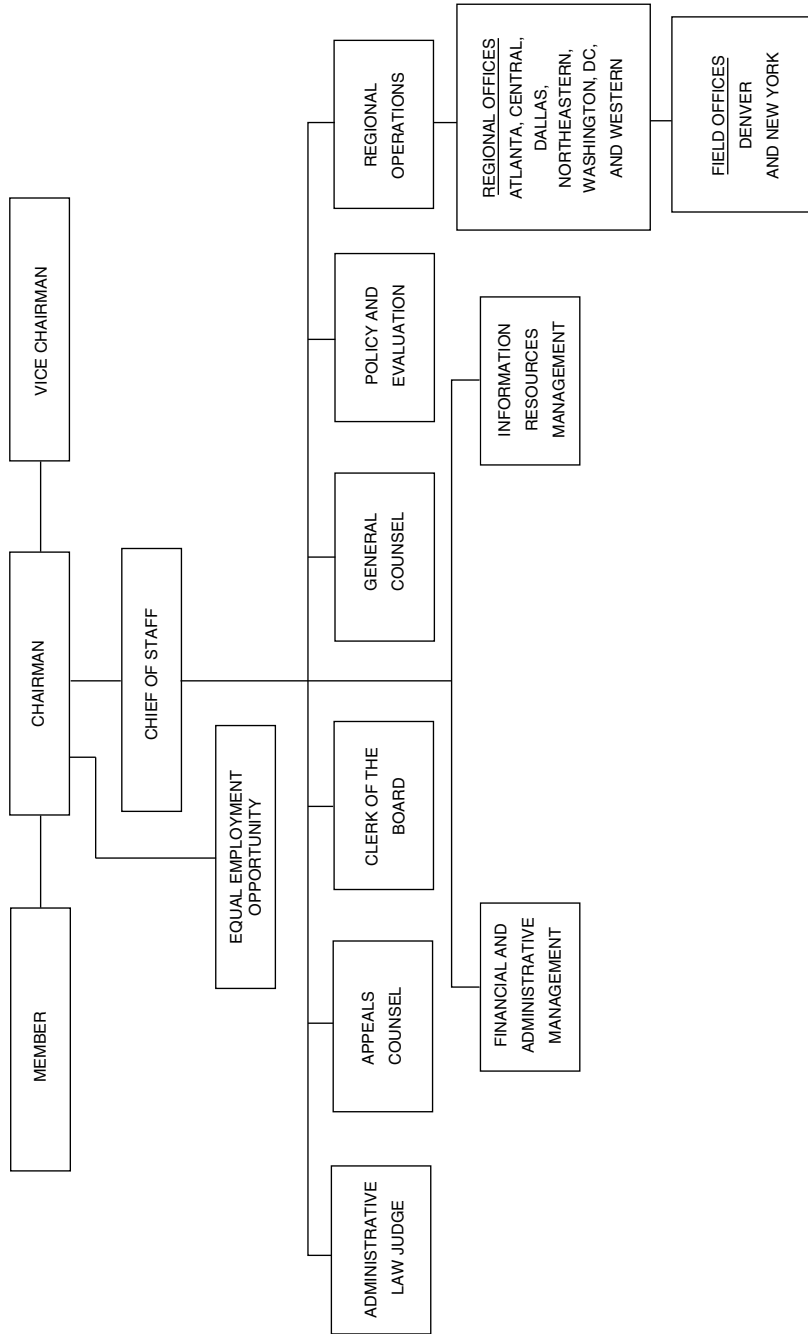 MEMBER
CHAIRMAN
VICE CHAIRMAN
CHIEF OF STAFF
EQUAL EMPLOYMENT
OPPORTUNITY
ADMINISTRATIVE
LAW JUDGE
APPEALS
COUNSEL
CLERK OF THE
BOARD
GENERAL
COUNSEL
POLICY AND
EVALUATION
REGIONAL
OPERATIONS
FINANCIAL AND
ADMINISTRATIVE
MANAGEMENT
INFORMATION
RESOURCES
MANAGEMENT
REGIONAL OFFICES
ATLANTA, CENTRAL,
DALLAS,
NORTHEASTERN,
WASHINGTON, DC,
AND WESTERN
FIELD OFFICES
DENVER
AND NEW YORK